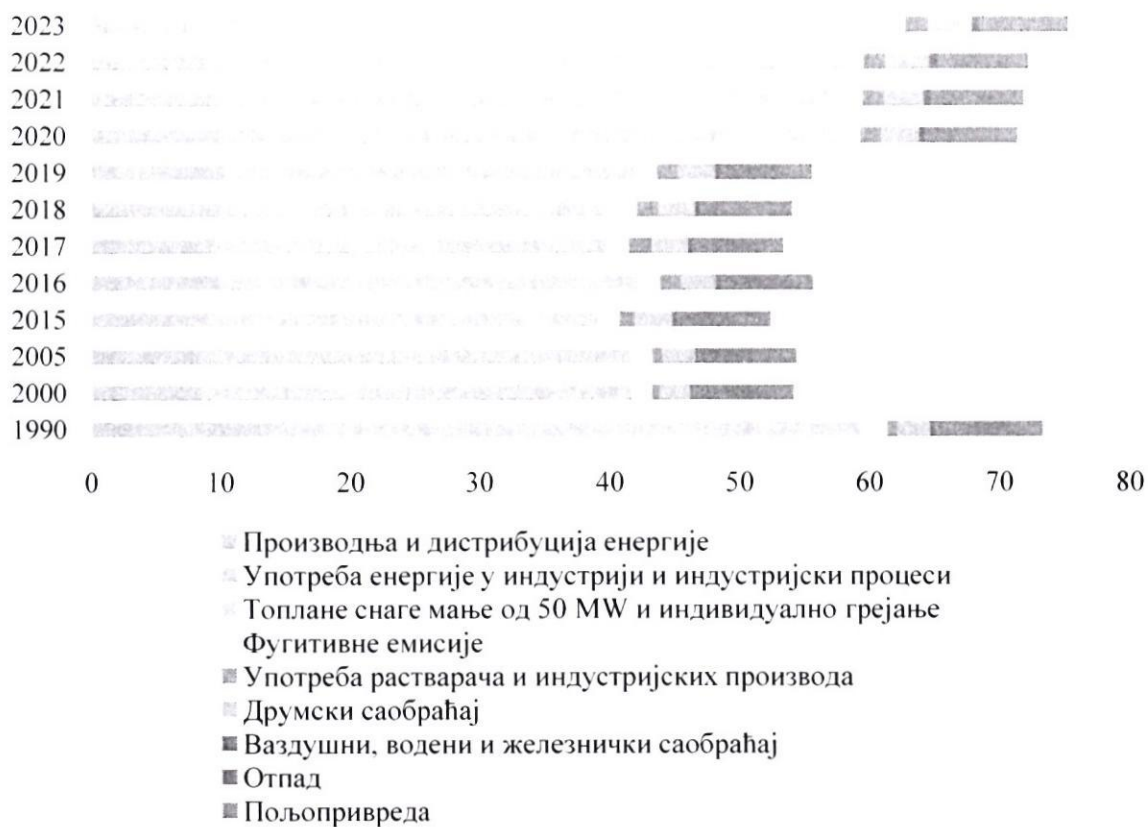 2023
2022
2021
2020
2019
2018
2017
2016
2015
2005
2000
1990
0 10 20 30 40 50 60 70 80
Производња и дистрибуција енергије
Употреба енергије у индустрији и индустријски процеси
Топлане снаге мање од 50 MW и индивидуално грејање
Фугитивне емисије
Употреба растварача и индустријских производа
Друмски саобраћај
Ваздушни, водени и железнички саобраћај
Отпад
Пољопривреда